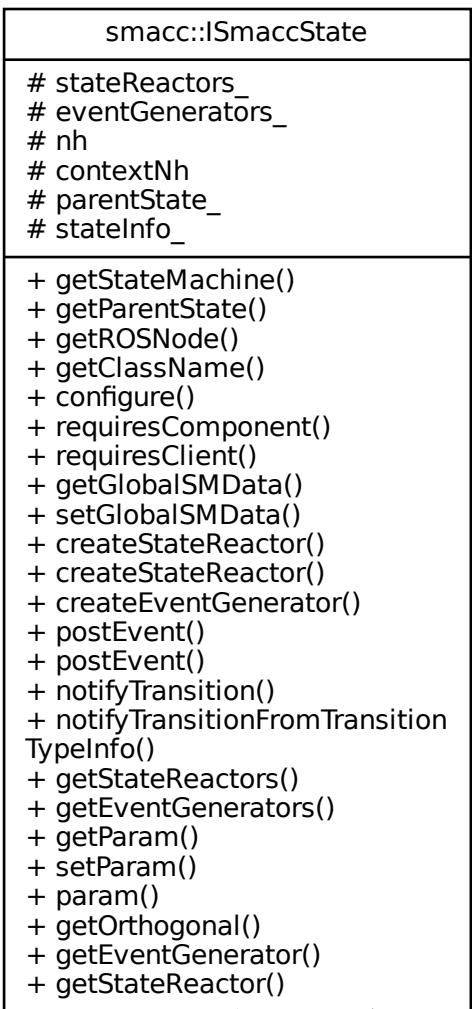 smacc::ISmaccState
# stateReactors_
# eventGenerators_
# nh
# contextNh
# parentState_
# stateInfo_
+ getStateMachine()
+ getParentState()
+ getROSNode()
+ getClassName()
+ configure()
+ requiresComponent()
+ requiresClient()
+ getGlobalSMData()
+ setGlobalSMData()
+ createStateReactor()
+ createStateReactor()
+ createEventGenerator()
+ postEvent()
+ postEvent()
+ notifyTransition()
+ notifyTransitionFromTransition
TypeInfo()
+ getStateReactors()
+ getEventGenerators()
+ getParam()
+ setParam()
+ param()
+ getOrthogonal()
+ getEventGenerator()
+ getStateReactor()